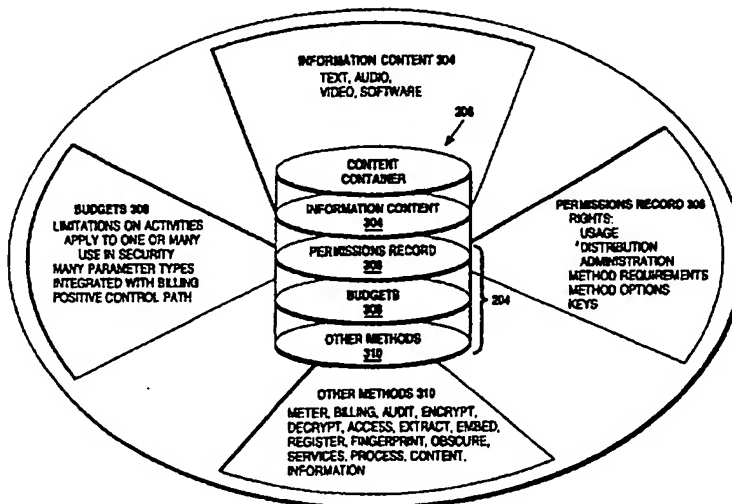 INFORMATION CONTENT 304
TEXT, AUDIO,
VIDEO, SOFTWARE
206
CONTENT
CONTAINER
INFORMATION CONTENT
304
PERMISSIONS RECORD
308
BUDGETS
308
OTHER METHODS
310
204
BUDGETS 308
LIMITATIONS ON ACTIVITIES
APPLY TO ONE OR MANY
USE IN SECURITY
MANY PARAMETER TYPES
INTEGRATED WITH BILLING
POSITIVE CONTROL PATH
PERMISSIONS RECORD 308
RIGHTS:
USAGE
DISTRIBUTION
ADMINISTRATION
METHOD REQUIREMENTS
METHOD OPTIONS
KEYS
OTHER METHODS 310
METER, BILLING, AUDIT, ENCRYPT,
DECRYPT, ACCESS, EXTRACT, EMBED,
REGISTER, FINGERPRINT, OBSCURE,
SERVICES, PROCESS, CONTENT,
INFORMATION